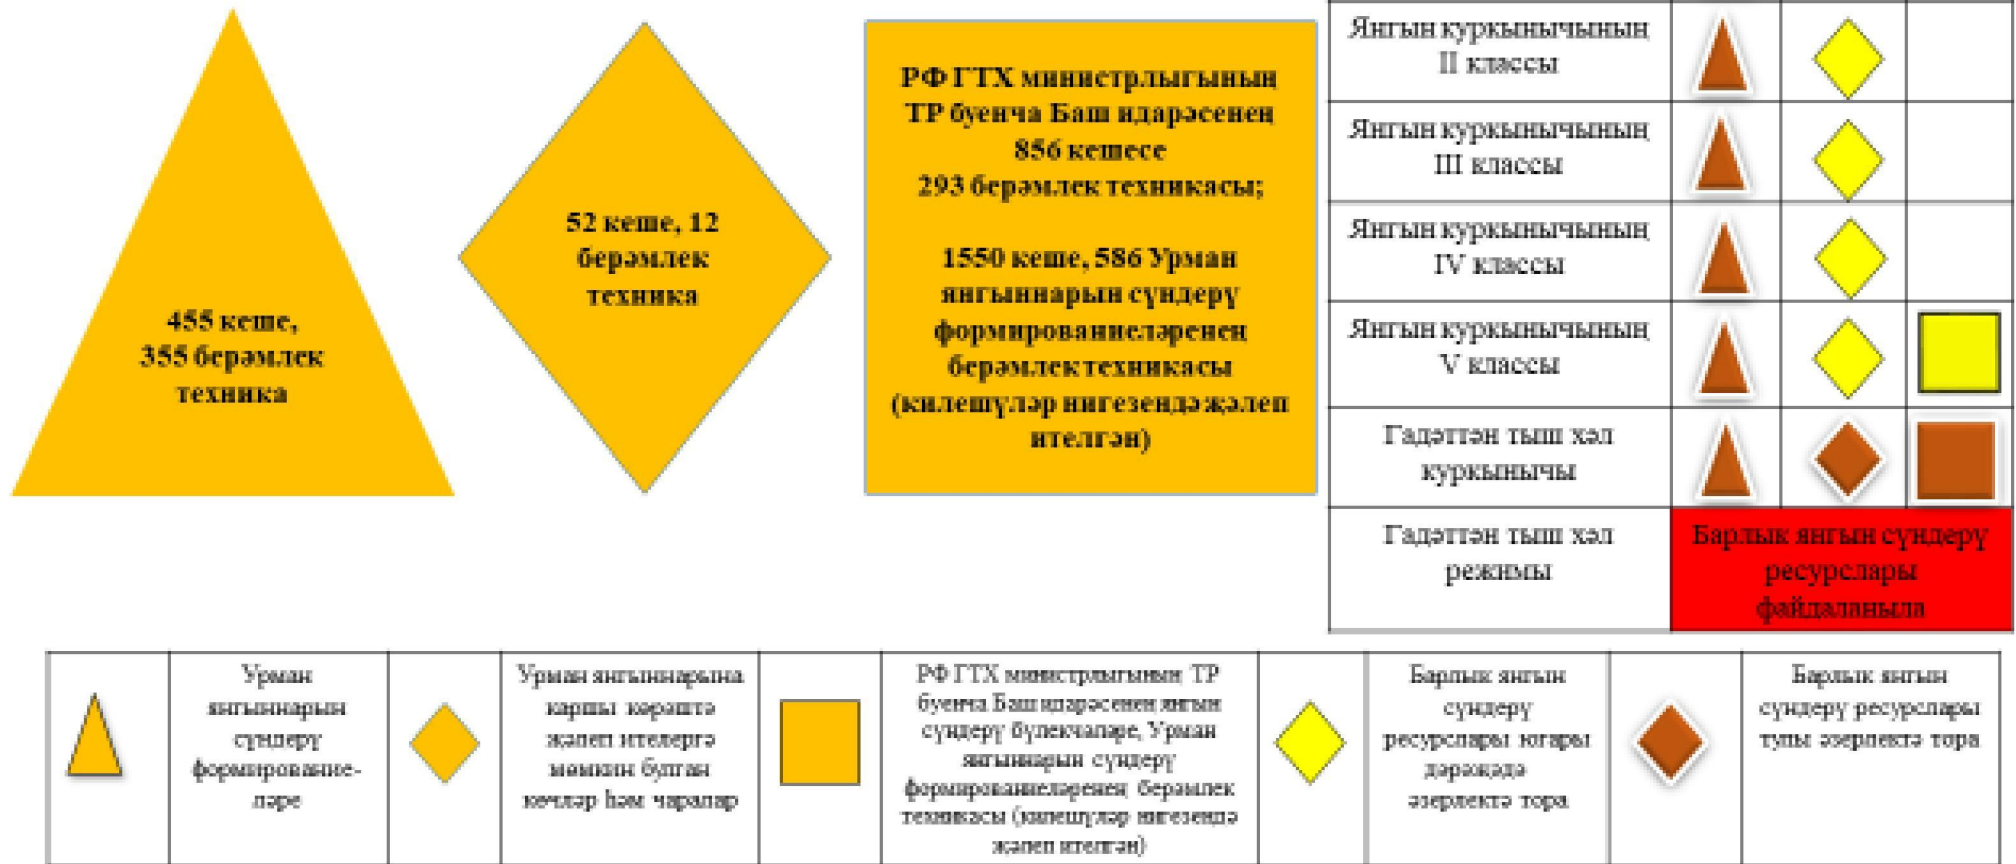 455 кеше,
355 берәмлек
техника
52 кеше, 12
берәмлек
техника
РФ ГТХ министрлыгының
ТР буенча Баш идарәсенең
856 кешесе
293 берәмлек техникасы;
1550 кеше, 586 Урман
янгыннарын сүндерү
формированиеләренең
берәмлек техникасы
(килешүләр нигезендә җәлеп
ителгән)
Янгын куркынычының
II классы
Янгын куркынычының
III классы
Янгын куркынычының
IV классы
Янгын куркынычының
V классы
Гадәттән тыш хәл
куркынычы
Гадәттән тыш хәл
режимы
Барлык янгын сүндерү
ресурслары
файдаланыла
Урман
янгыннарын
сүндерү
формирование-
ләре
Урман янгыннарына
каршы көрәштә
җәлеп ителергә
мөмкин булган
көчләр һәм чаралар
РФ ГТХ министрлыгының ТР
буенча Баш идарәсенең янгын
сүндерү бүлекчәләре, Урман
янгыннарын сүндерү
формированиеләренең берәмлек
техникасы (килешүләр нигезендә
җәлеп ителгән)
Барлык янгын
сүндерү
ресурслары югары
дәрәҗәдә
әзерлектә тора
Барлык янгын
сүндерү ресурслары
тулы әзерлектә тора